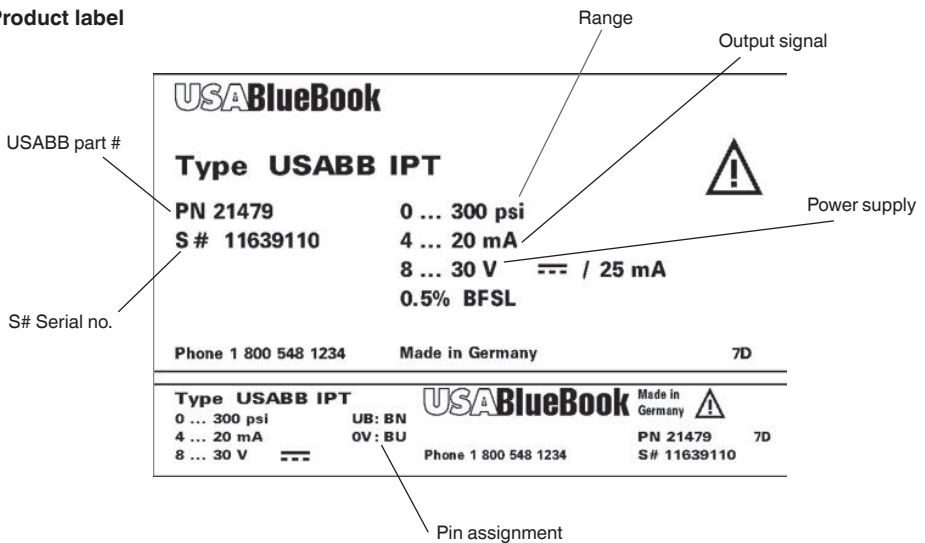 Product label
Range
Output signal
USABlueBook
USABB part #
Type USABB IPT
PN 21479 0 ... 300 psi
Power supply
S # 11639110 4 ... 20 mA
8 ... 30 V / 25 mA
0.5% BFSL
S# Serial no.
Phone 1 800 548 1234 Made in Germany 7D
Type USABB IPT
0 ... 300 psi UB: BN
4 ... 20 mA 0V: BU
8 ... 30 V
USABlueBook
Phone 1 800 548 1234
Made in
Germany
PN 21479 7D
S# 11639110
Pin assignment